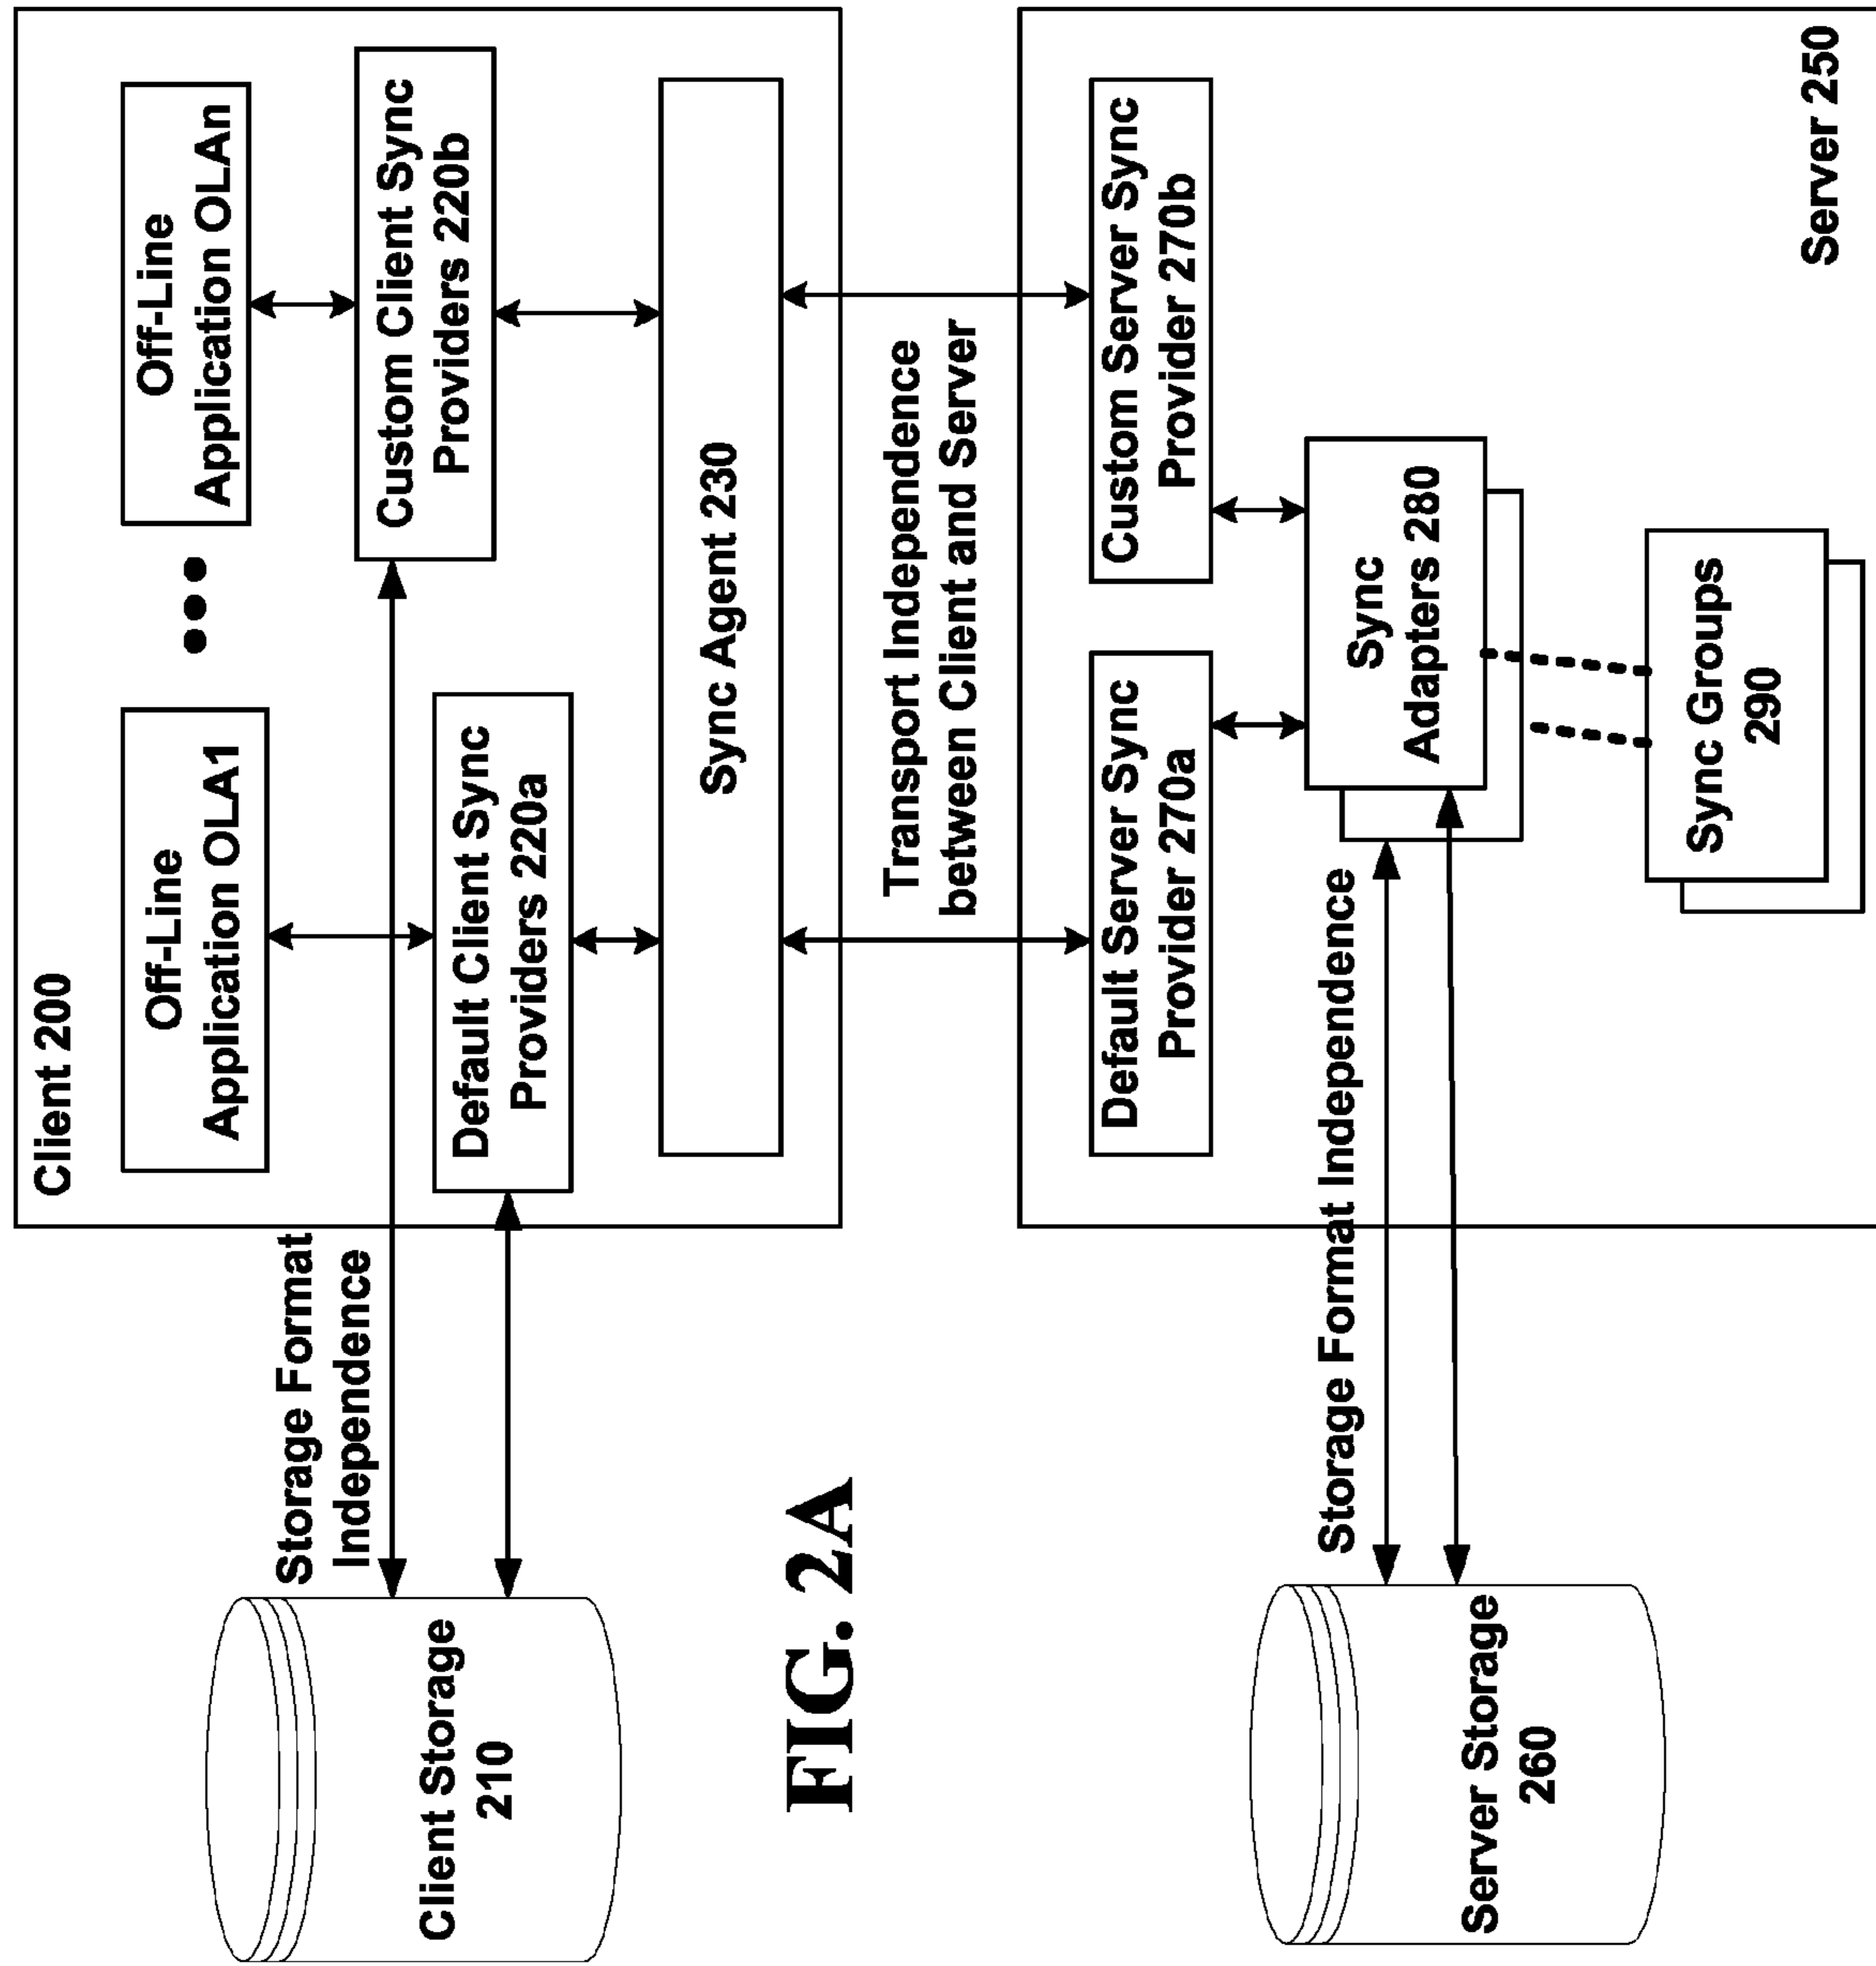 Client 200
Off-Line
Application OLA1
Off-Line
Application OLAn
Storage Format
Independence
Custom Client Sync
Providers 220b
Default Client Sync
Providers 220a
Client Storage
210
Sync Agent 230
FIG. 2A
Transport Independence
between Client and Server
Default Server Sync
Provider 270a
Custom Server Sync
Provider 270b
Storage Format Independence
Sync
Adapters 280
Server Storage
260
Sync Groups
290
Server 250